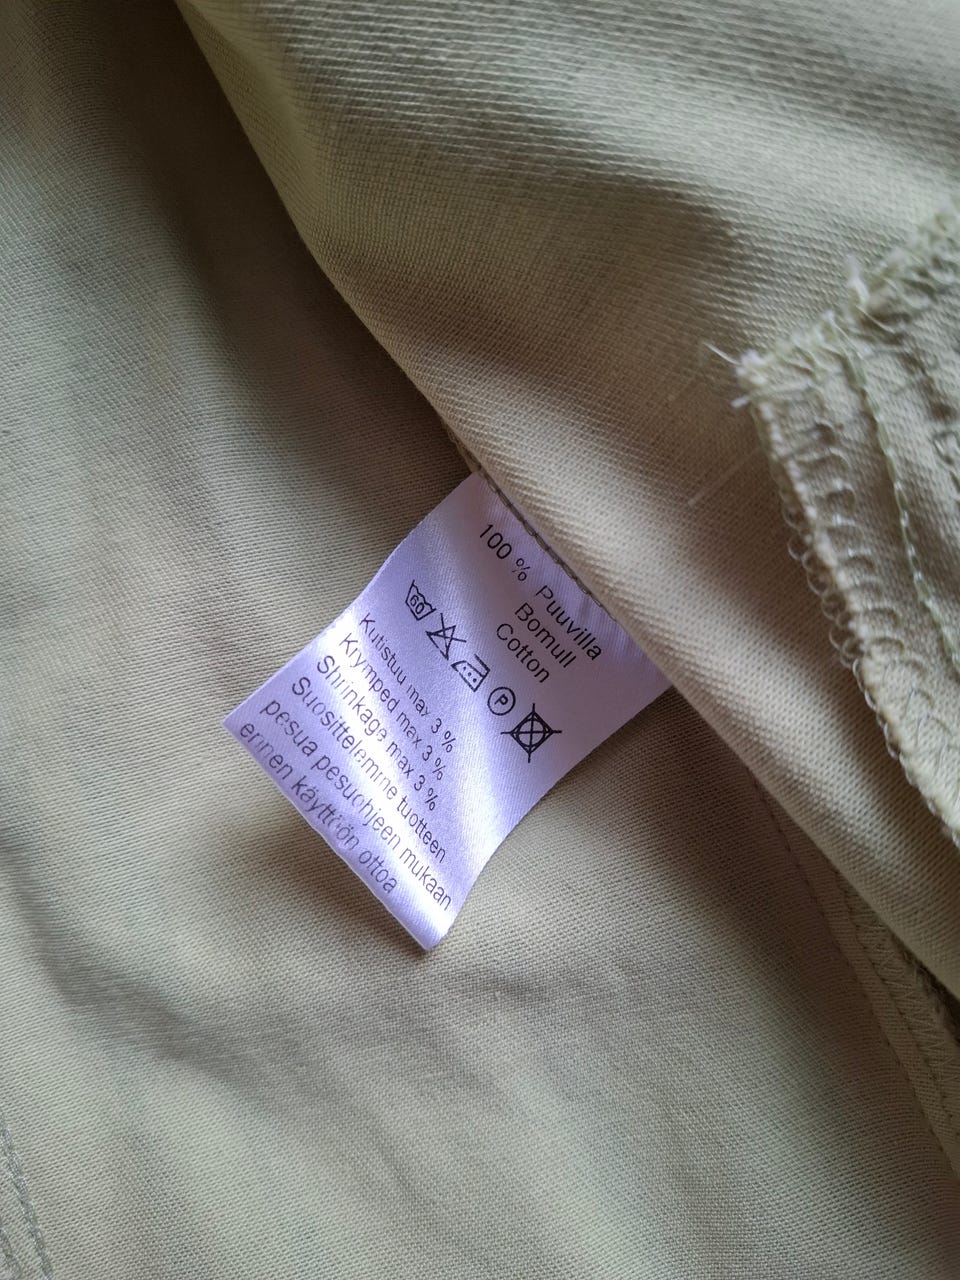 100 % Puuvilla
Bomull
Cotton
60
P
Kutistuu max 3 %
Krymped max 3 %
Shrinkage max 3 %
Suosittelemme tuotteen
pesua pesuohjeen mukaan
ennen käyttöön ottoa